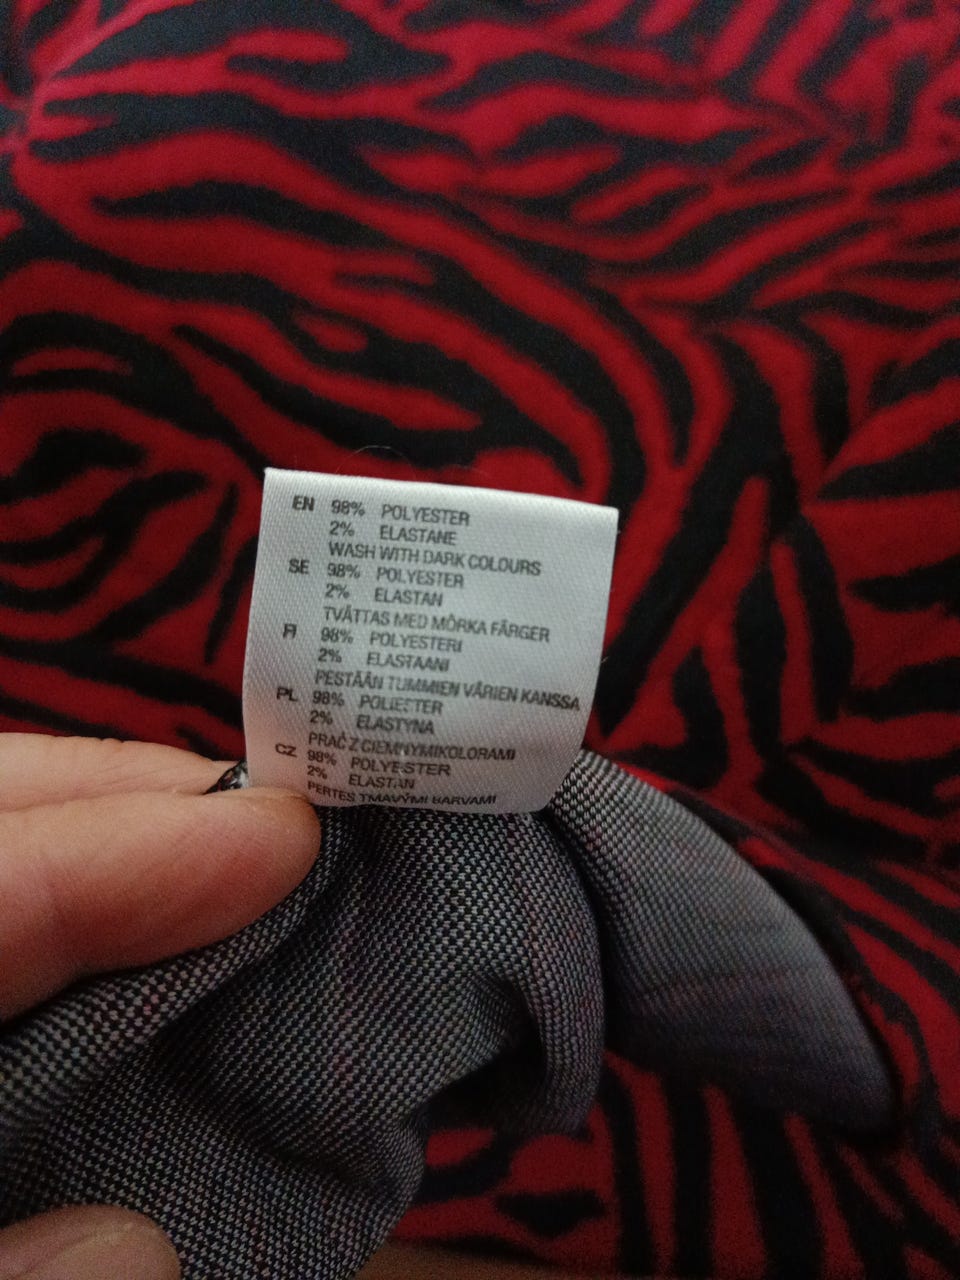 EN 98% POLYESTER
2% ELASTANE
WASH WITH DARK COLOURS
SE 98% POLYESTER
2% ELASTAN
TVÄTTAS MED MÖRKA FÄRGER
FI 98% POLYESTERI
2% ELASTAANI
PESTÄÄN TUMMIEN VÄRIEN KANSSA
PL 98% POLIESTER
2% ELASTYNA
PRAĆ Z CIEMNYMIKOLORAMI
CZ 98% POLYESTER
2% ELASTAN
PERTES TMAVÝMI BARVAMI